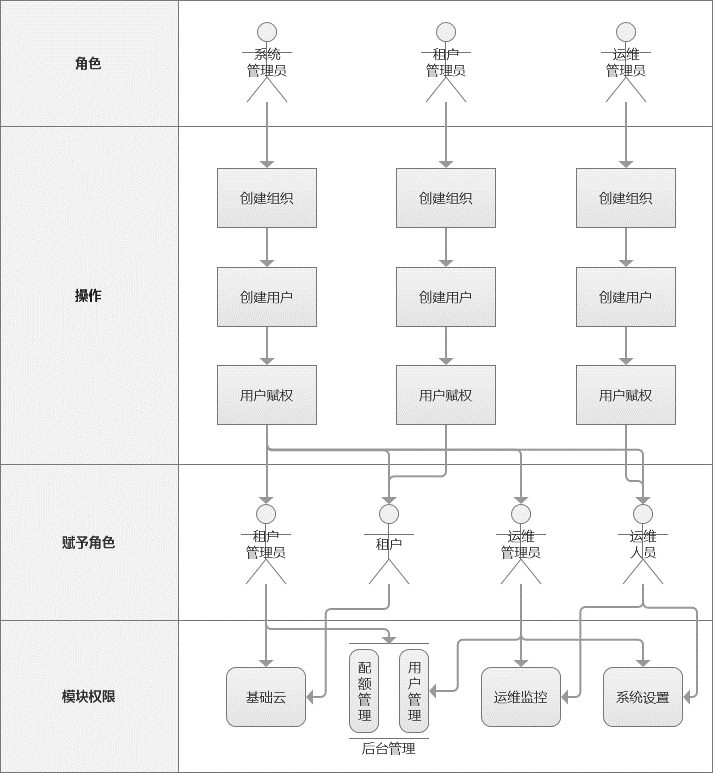 角色
系统
管理员
租户
管理员
运维
管理员
操作
创建组织
创建组织
创建组织
创建用户
创建用户
创建用户
用户赋权
用户赋权
用户赋权
赋予角色
租户
管理员
租户
运维
管理员
运维
人员
模块权限
基础云
配额管理
用户管理
运维监控
系统设置
后台管理